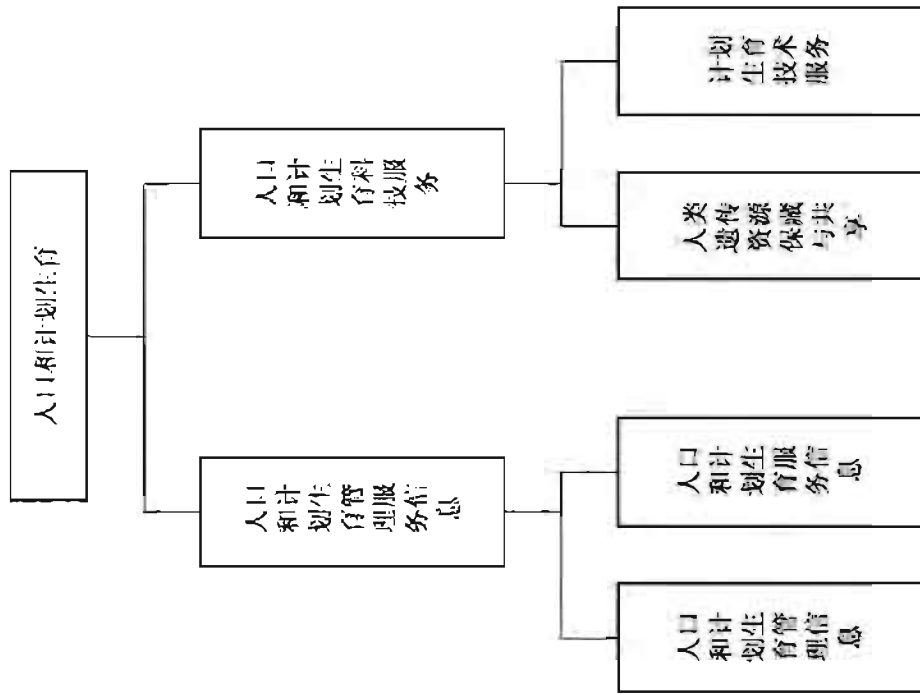 人口和计划生育
人口
和计
划生
育管
理服
务信
息
人口
和计
划生
育科
技服
务
人口
和计
划生
育管
理信
息
人口
和计
划生
育服
务信
息
人类
遗传
资源
保藏
与共
享
计划
生育
技术
服务